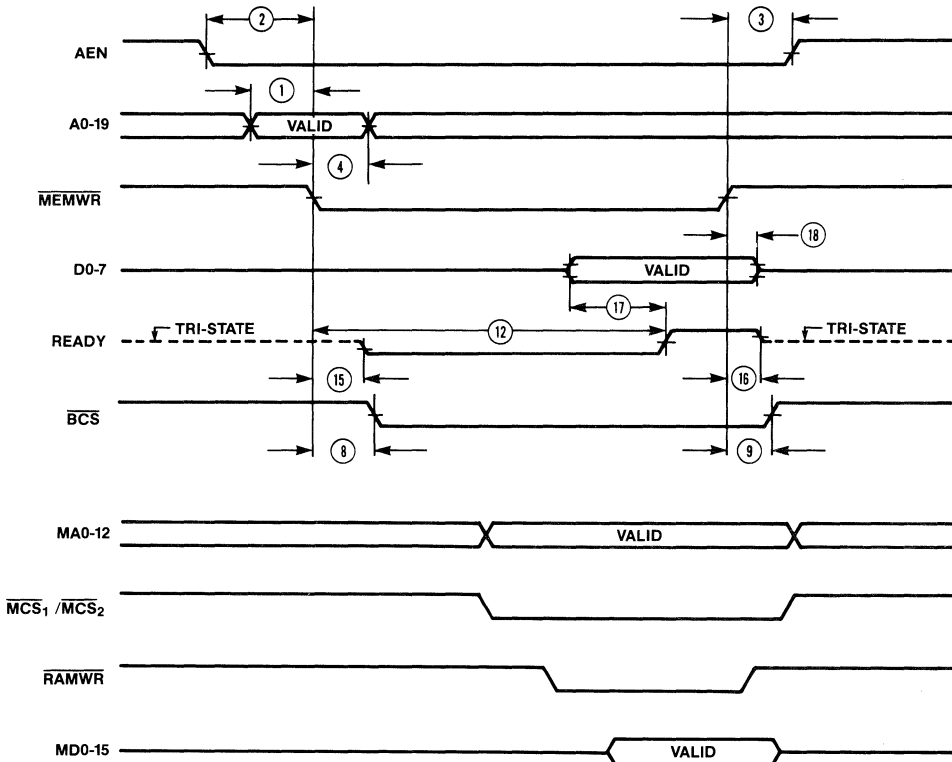 2
3
AEN
1
A0-19
VALID
4
MEMWR
18
D0-7
VALID
17
TRI-STATE
12
TRI-STATE
READY
15
16
BCS
8
9
MA0-12
VALID
MCS1 /MCS2
RAMWR
MD0-15
VALID